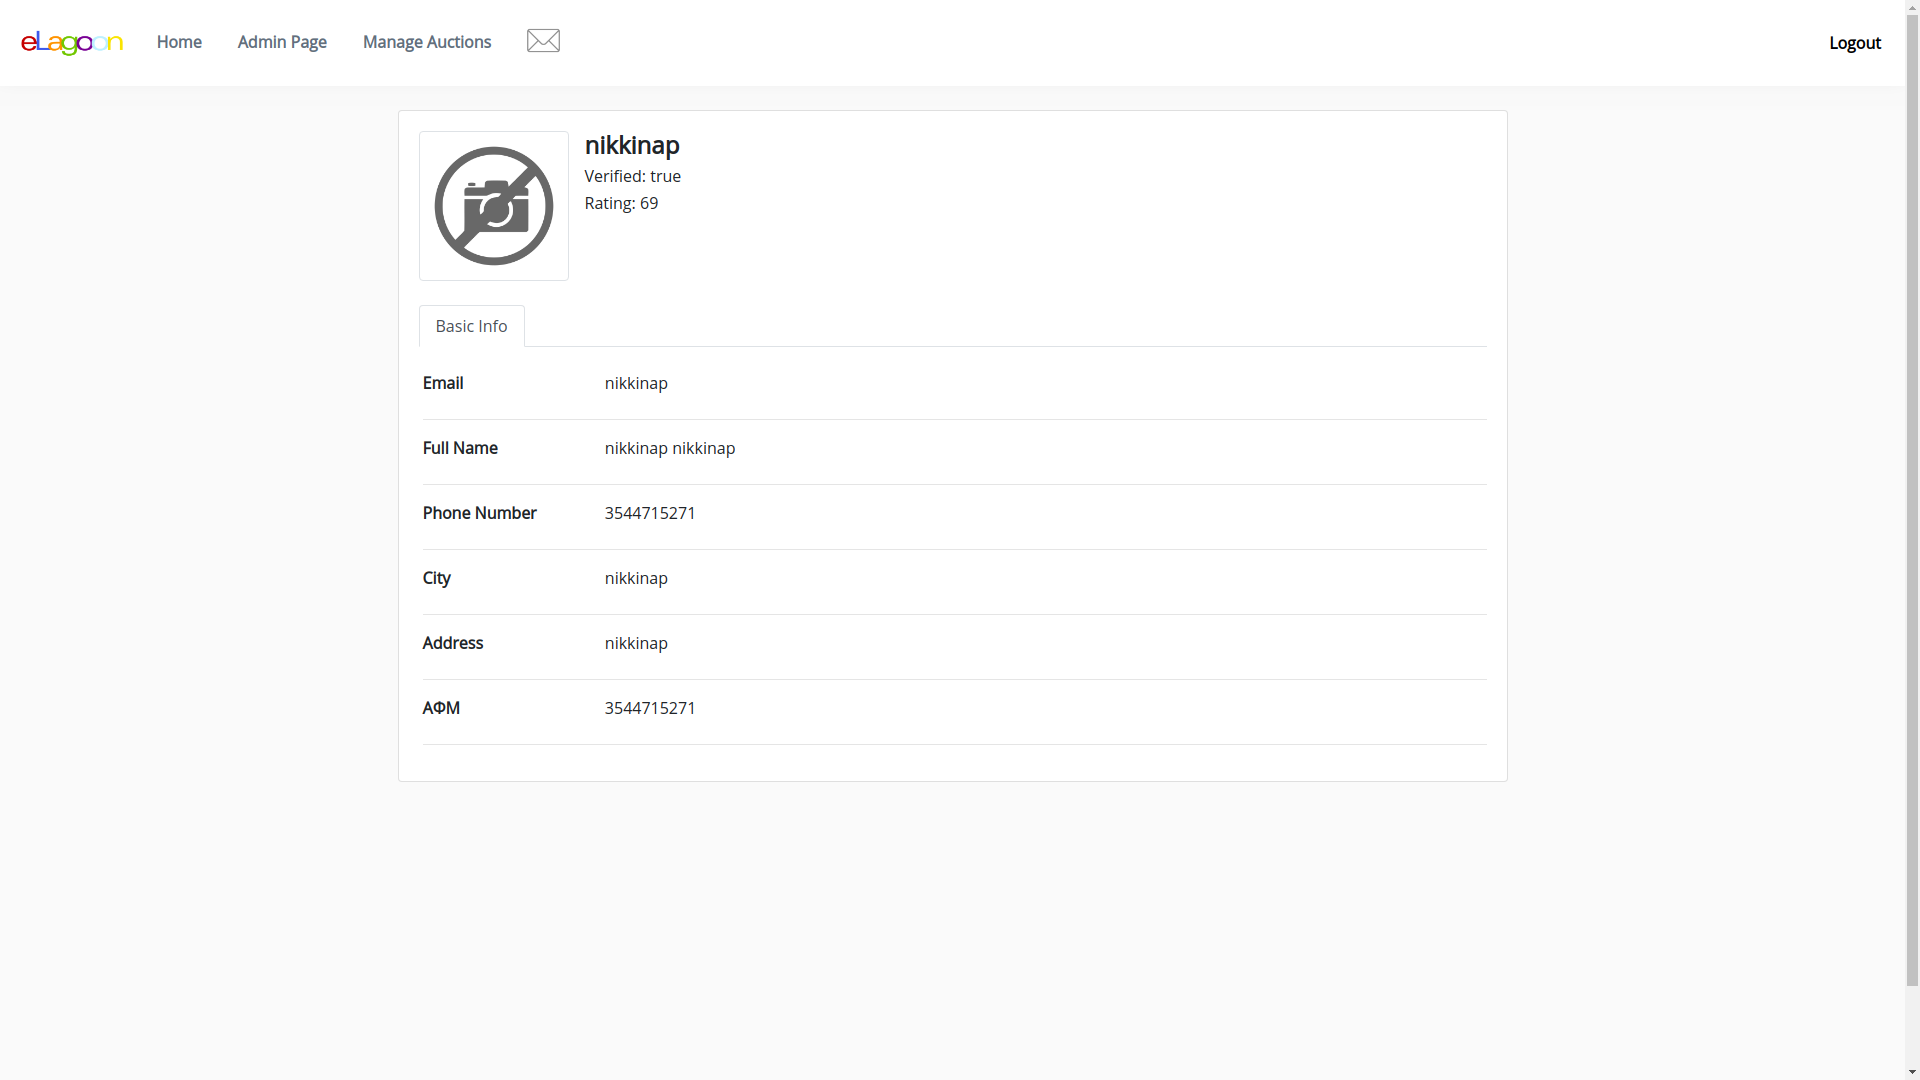 eLagoon Home Admin Page Manage Auctions Logout
nikkinap
Verified: true
Rating: 69
Basic Info
Email nikkinap
Full Name nikkinap nikkinap
Phone Number 3544715271
City nikkinap
Address nikkinap
ΑΦΜ 3544715271